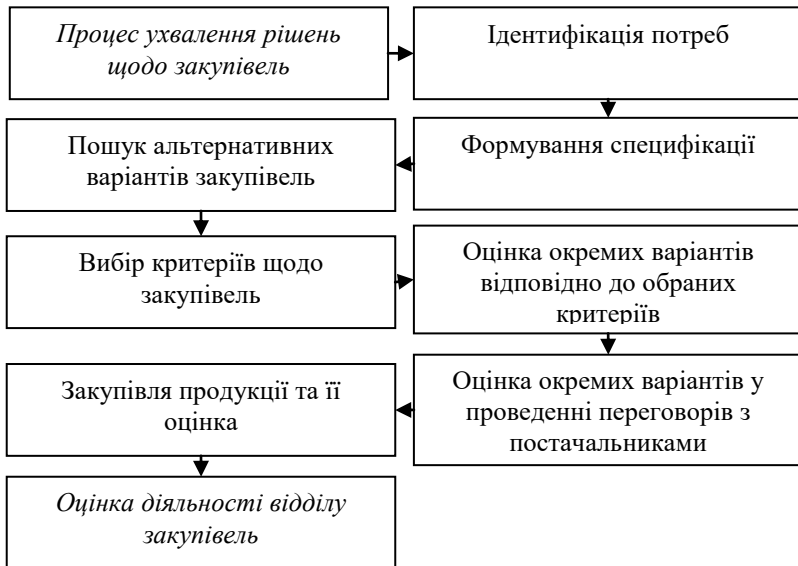 Процес ухвалення рішень
щодо закупівель
Ідентифікація потреб
Формування специфікації
Пошук альтернативних
варіантів закупівель
Вибір критеріїв щодо
закупівель
Оцінка окремих варіантів
відповідно до обраних
критеріїв
Оцінка окремих варіантів у
проведенні переговорів з
постачальниками
Закупівля продукції та її
оцінка
Оцінка діяльності відділу
закупівель